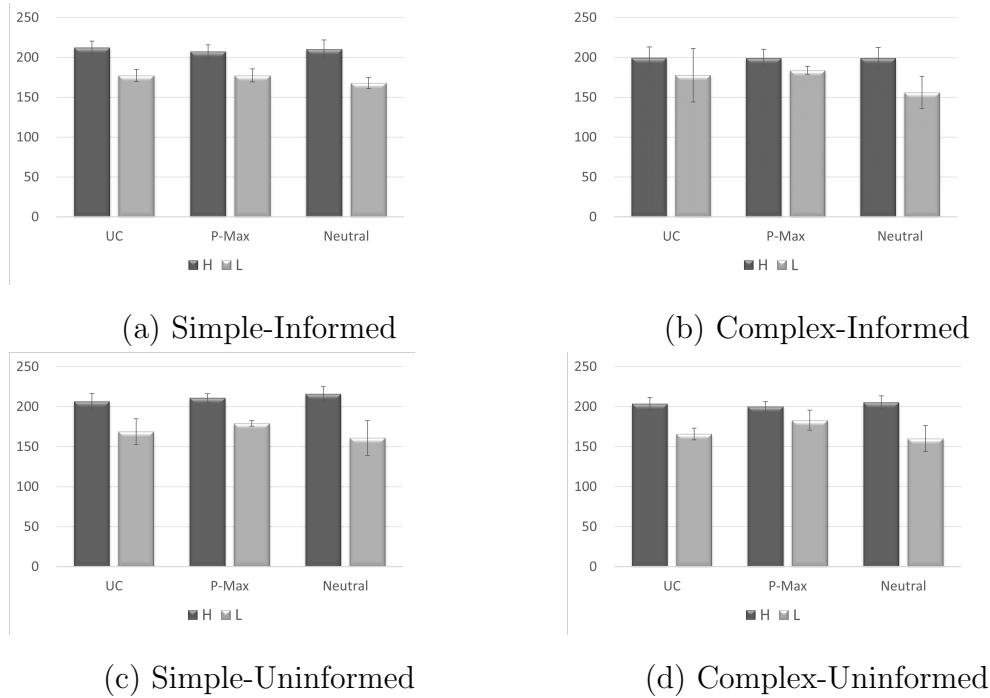 250
200
150
100
50
0
UC P-Max Neutral
H L
(a) Simple-Informed
250
200
150
100
50
0
UC P-Max Neutral
H L
(b) Complex-Informed
250
200
150
100
50
0
UC P-Max Neutral
H L
(c) Simple-Uninformed
250
200
150
100
50
0
UC P-Max Neutral
H L
(d) Complex-Uninformed